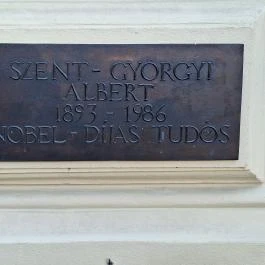 SZENT-GYÖRGYI
ALBERT
1893-1986
NOBEL-DÍJAS TUDÓS